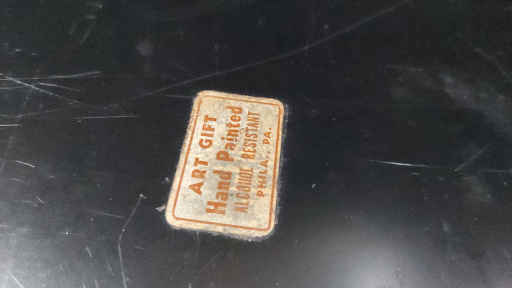 ART GIFT
Hand Painted
ALCOHOL RESISTANT
PHILA., PA.